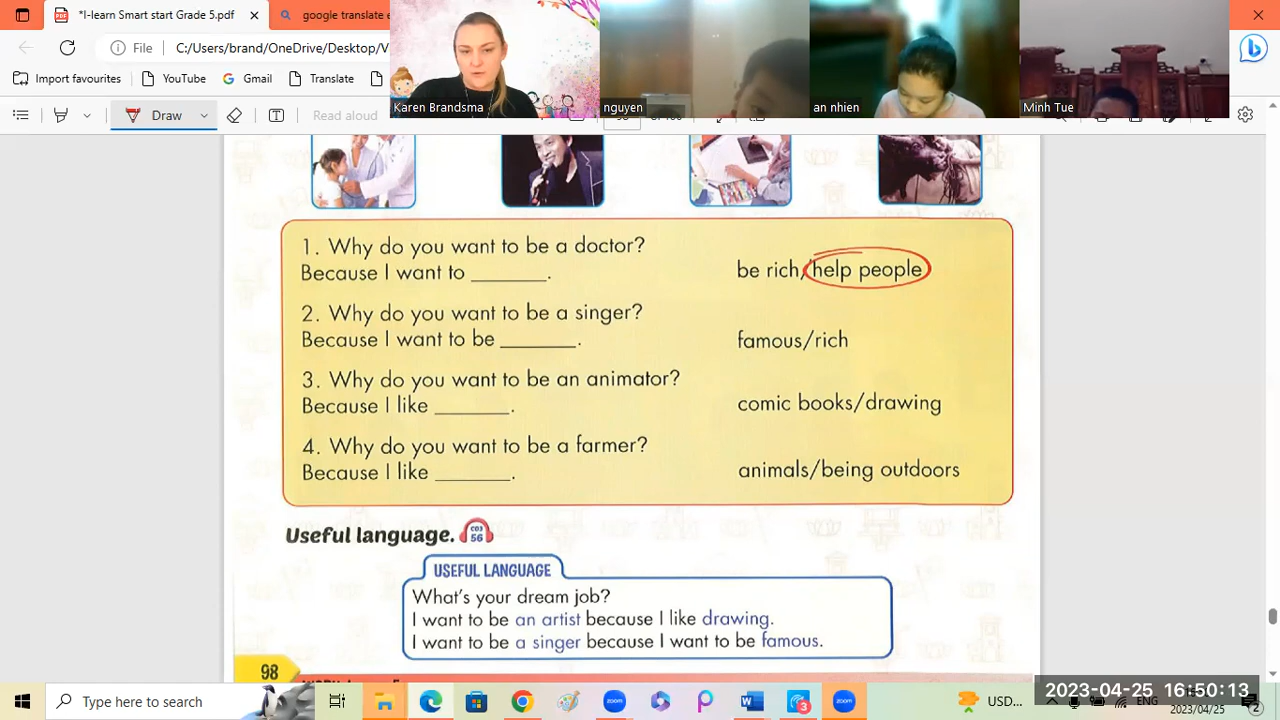 *I-learn Smart start Grade 5.pdf
google translate
File
C:/Users/brand/OneDrive/Desktop/V
Import favourites
YouTube
Gmail
Translate
Draw
Read aloud
Karen Brandsma
nguyen
an nhien
Minh Tue
1. Why do you want to be a doctor?
Because I want to ________.
be rich/help people
2. Why do you want to be a singer?
Because I want to be ________.
famous/rich
3. Why do you want to be an animator?
Because I like ________.
comic books/drawing
4. Why do you want to be a farmer?
Because I like ________.
animals/being outdoors
Useful language.
CD3
56
USEFUL LANGUAGE
What's your dream job?
I want to be an artist because I like drawing.
I want to be a singer because I want to be famous.
98
Type here to search
zoom
3
zoom
USD...
ENG
2023-04-25 16:50:13
2023/04/25
2